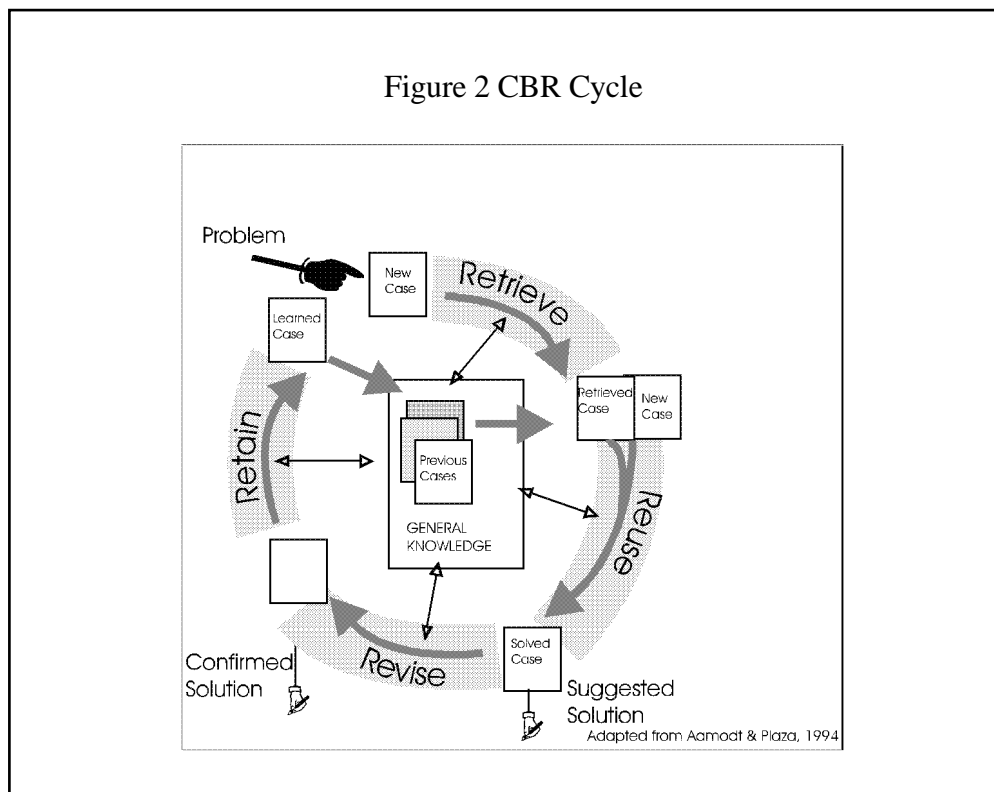 Figure 2 CBR Cycle
Problem
New
Case
Retrieve
Learned
Case
Retrieved
Case
New
Case
Previous
Cases
GENERAL
KNOWLEDGE
Retain
Reuse
Solved
Case
Revise
Confirmed
Solution
Suggested
Solution
Adapted from Aamodt & Plaza, 1994